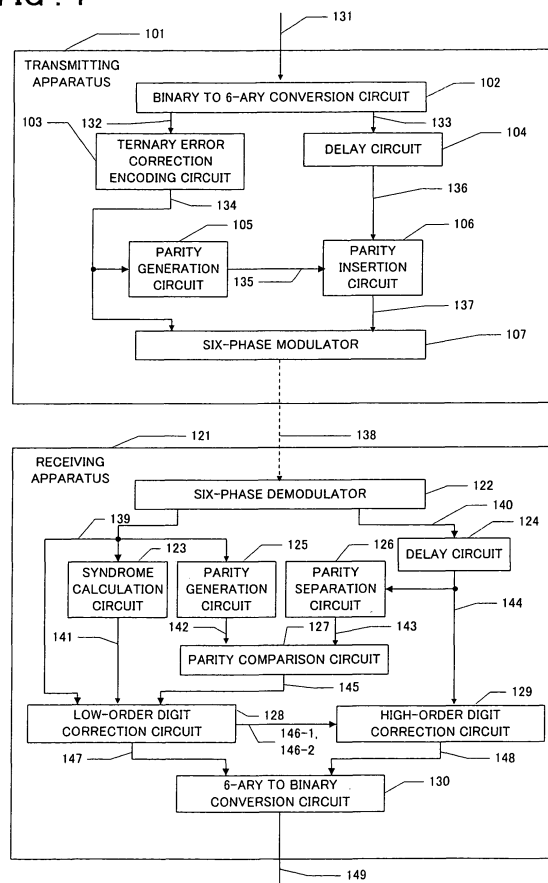 FIG. 1
131
101
TRANSMITTING
APPARATUS
102
BINARY TO 6-ARY CONVERSION CIRCUIT
103
132
133
104
TERNARY ERROR
CORRECTION
ENCODING CIRCUIT
DELAY CIRCUIT
134
136
105
106
PARITY
GENERATION
CIRCUIT
135
PARITY
INSERTION
CIRCUIT
137
107
SIX-PHASE MODULATOR
121
138
RECEIVING
APPARATUS
SIX-PHASE DEMODULATOR
122
139
140
124
123
125
126
DELAY CIRCUIT
SYNDROME
CALCULATION
CIRCUIT
PARITY
GENERATION
CIRCUIT
PARITY
SEPARATION
CIRCUIT
144
141
142
127
143
PARITY COMPARISON CIRCUIT
145
128
129
LOW-ORDER DIGIT
CORRECTION CIRCUIT
146-1,
146-2
HIGH-ORDER DIGIT
CORRECTION CIRCUIT
147
148
130
6-ARY TO BINARY
CONVERSION CIRCUIT
149